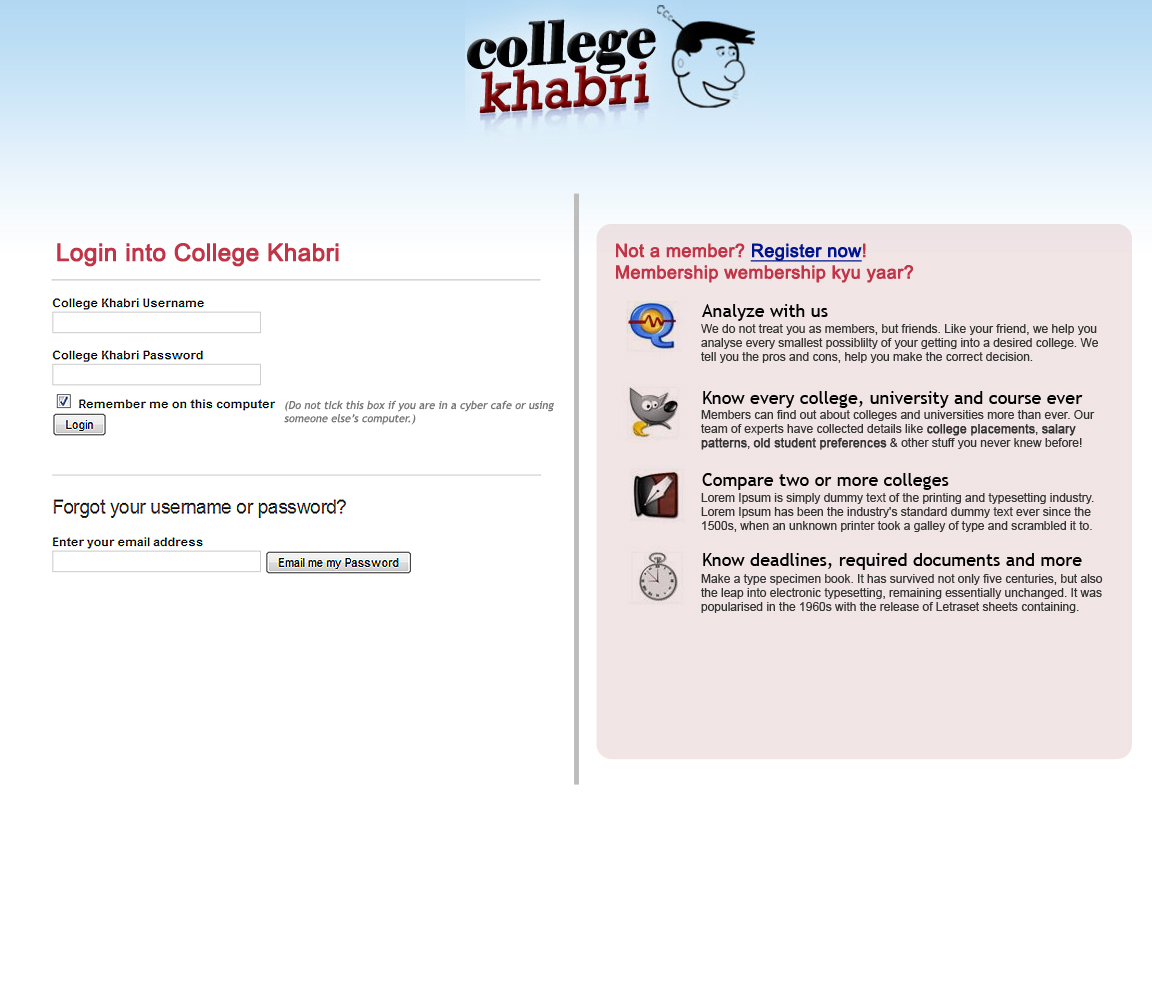 college
khabri
Login into College Khabri
College Khabri Username
College Khabri Password
Remember me on this computer
(Do not tick this box if you are in a cyber cafe or using
someone else's computer.)
Login
Forgot your username or password?
Enter your email address
Email me my Password
Not a member? Register now!
Membership wembership kyu yaar?
Analyze with us
We do not treat you as members, but friends. Like your friend, we help you
analyse every smallest possiblilty of your getting into a desired college. We
tell you the pros and cons, help you make the correct decision.
Know every college, university and course ever
Members can find out about colleges and universities more than ever. Our
team of experts have collected details like college placements, salary
patterns, old student preferences & other stuff you never knew before!
Compare two or more colleges
Lorem Ipsum is simply dummy text of the printing and typesetting industry.
Lorem Ipsum has been the industry's standard dummy text ever since the
1500s, when an unknown printer took a galley of type and scrambled it to.
Know deadlines, required documents and more
Make a type specimen book. It has survived not only five centuries, but also
the leap into electronic typesetting, remaining essentially unchanged. It was
popularised in the 1960s with the release of Letraset sheets containing.